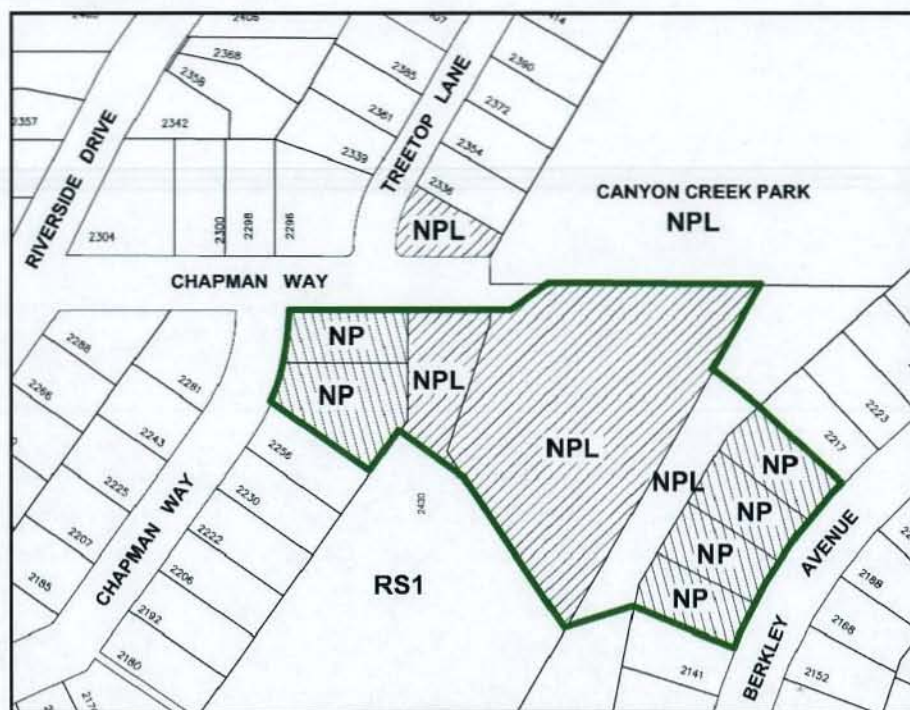 2406
2414
2368
2385
2390
2358
2372
2357
2342
2361
TREETOP LANE
2339
2354
RIVERSIDE DRIVE
2336
CANYON CREEK PARK
NPL
NPL
2304
2300
2298
2296
CHAPMAN WAY
NP
NPL
NP
2288
2281
2266
2243
2256
2225
2230
2207
2222
2185
CHAPMAN WAY
2206
2192
2180
2430
RS1
NPL
NPL
NP
NP
NP
NP
2223
2217
BERKLEY AVENUE
2188
2168
2152
2141